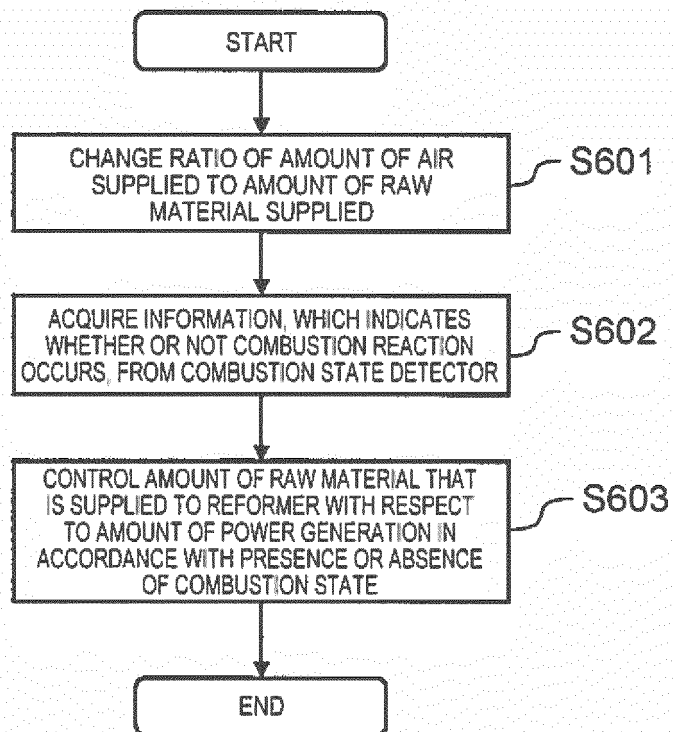 START
CHANGE RATIO OF AMOUNT OF AIR
SUPPLIED TO AMOUNT OF RAW
MATERIAL SUPPLIED
S601
ACQUIRE INFORMATION, WHICH INDICATES
WHETHER OR NOT COMBUSTION REACTION
OCCURS, FROM COMBUSTION STATE DETECTOR
S602
CONTROL AMOUNT OF RAW MATERIAL THAT
IS SUPPLIED TO REFORMER WITH RESPECT
TO AMOUNT OF POWER GENERATION IN
ACCORDANCE WITH PRESENCE OR ABSENCE
OF COMBUSTION STATE
S603
END